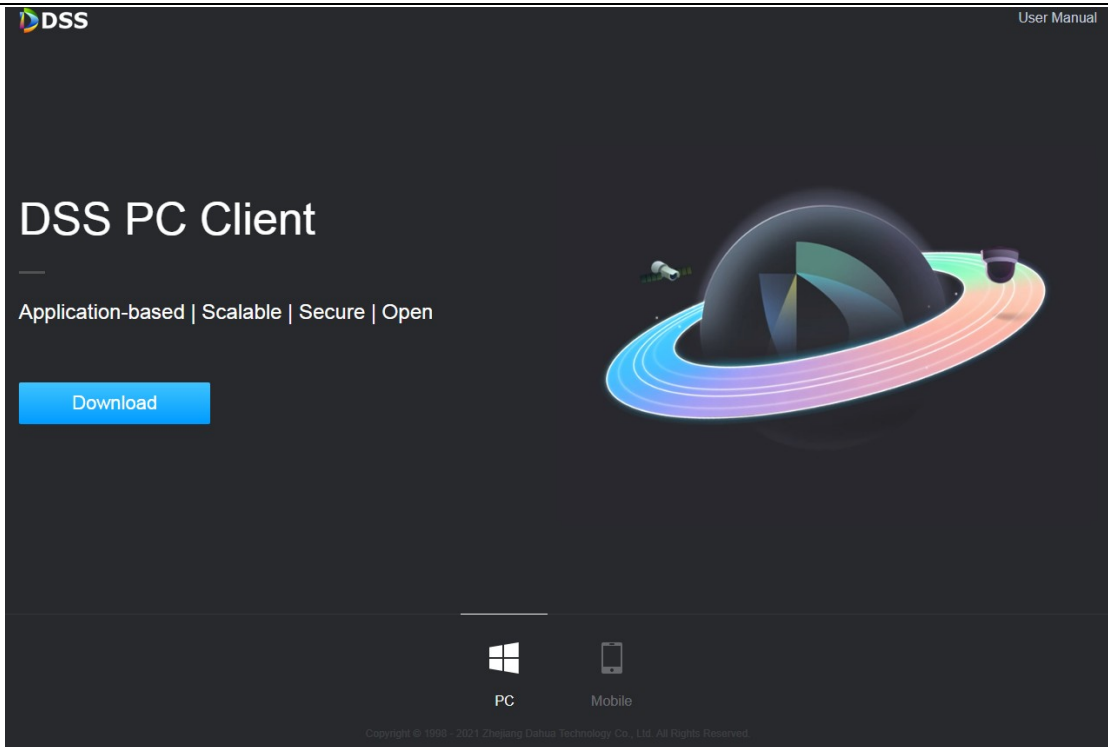 DSS
User Manual
DSS PC Client
Application-based | Scalable | Secure | Open
Download
PC
Mobile
Copyright © 1998 - 2021 Zhejiang Dahua Technology Co., Ltd. All Rights Reserved.